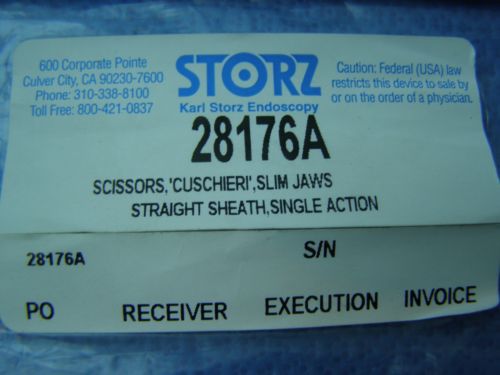 600 Corporate Pointe
Culver City, CA 90230-7600
Phone: 310-338-8100
Toll Free: 800-421-0837
STORZ
Karl Storz Endoscopy
Caution: Federal (USA) law
restricts this device to sale by
or on the order of a physician.
28176A
SCISSORS,'CUSCHIERI',SLIM JAWS
STRAIGHT SHEATH,SINGLE ACTION
28176A S/N
PO RECEIVER EXECUTION INVOICE